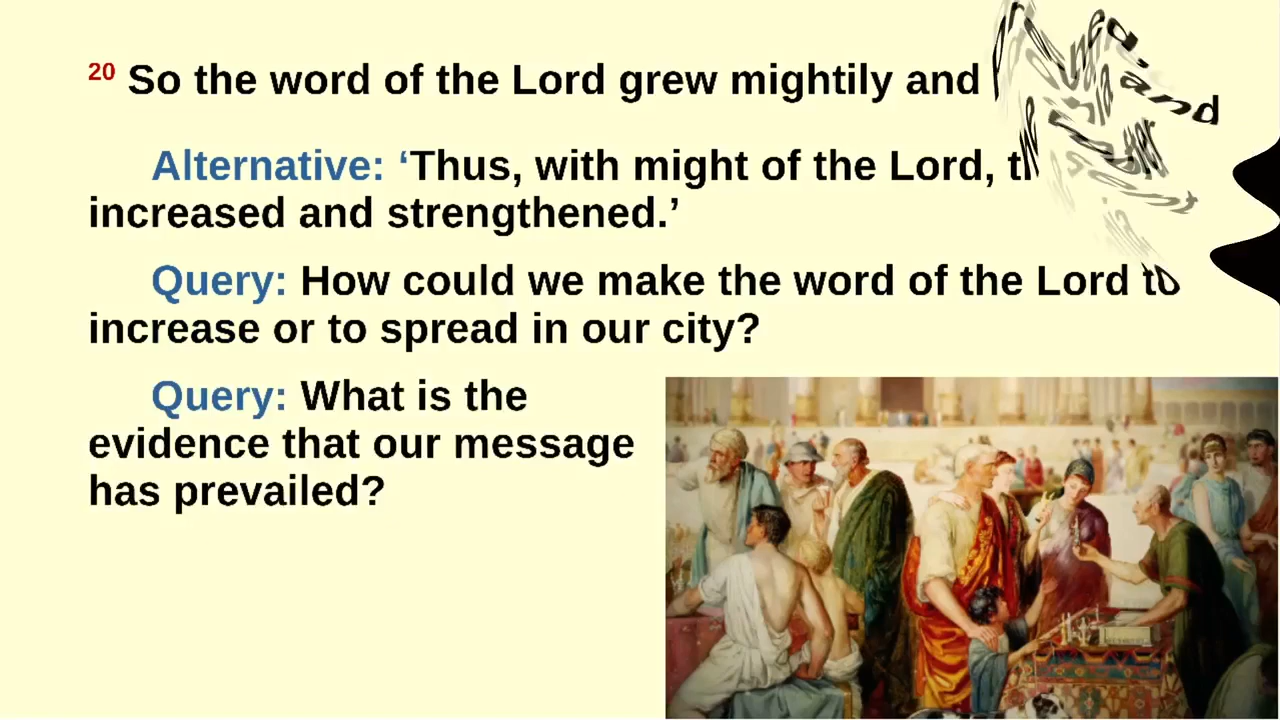 20 So the word of the Lord grew mightily and
Alternative: ‘Thus, with might of the Lord,
increased and strengthened.’
Query: How could we make the word of the Lord to
increase or to spread in our city?
Query: What is the
evidence that our message
has prevailed?